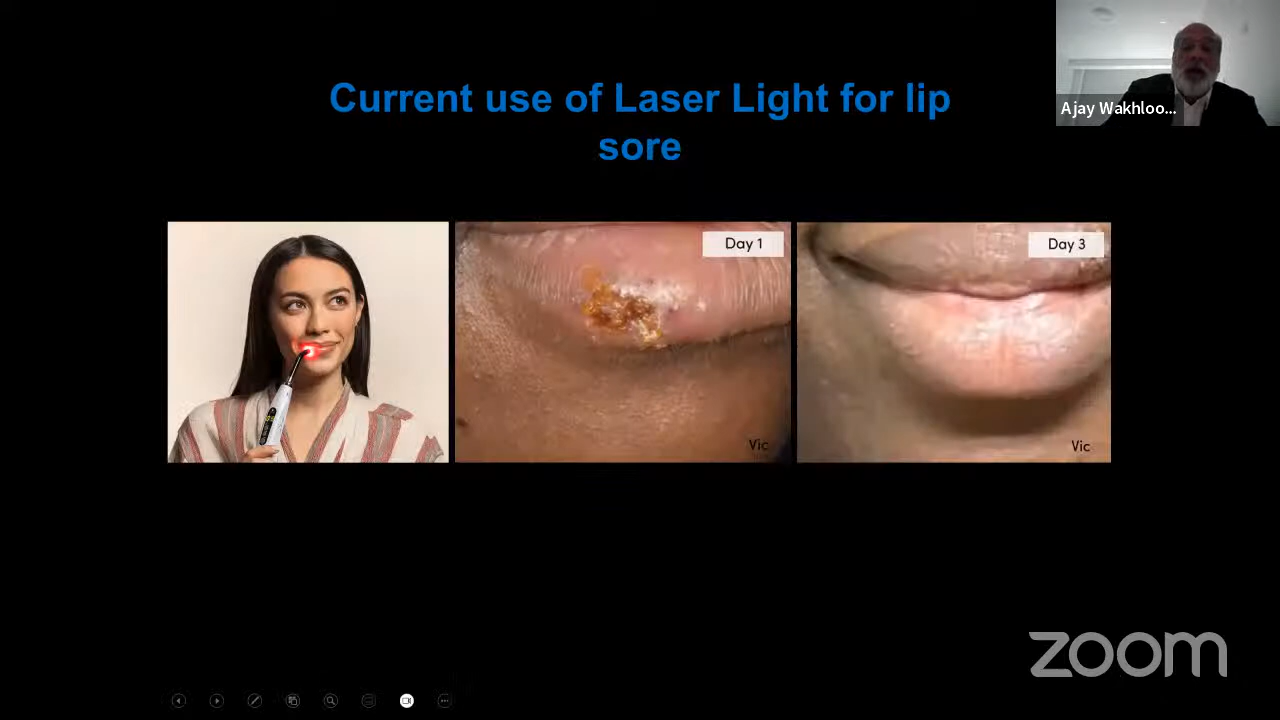 Current use of Laser Light for lip
sore
Ajay Wakhloo...
Day 1
Day 3
Vic
Vic
zoom